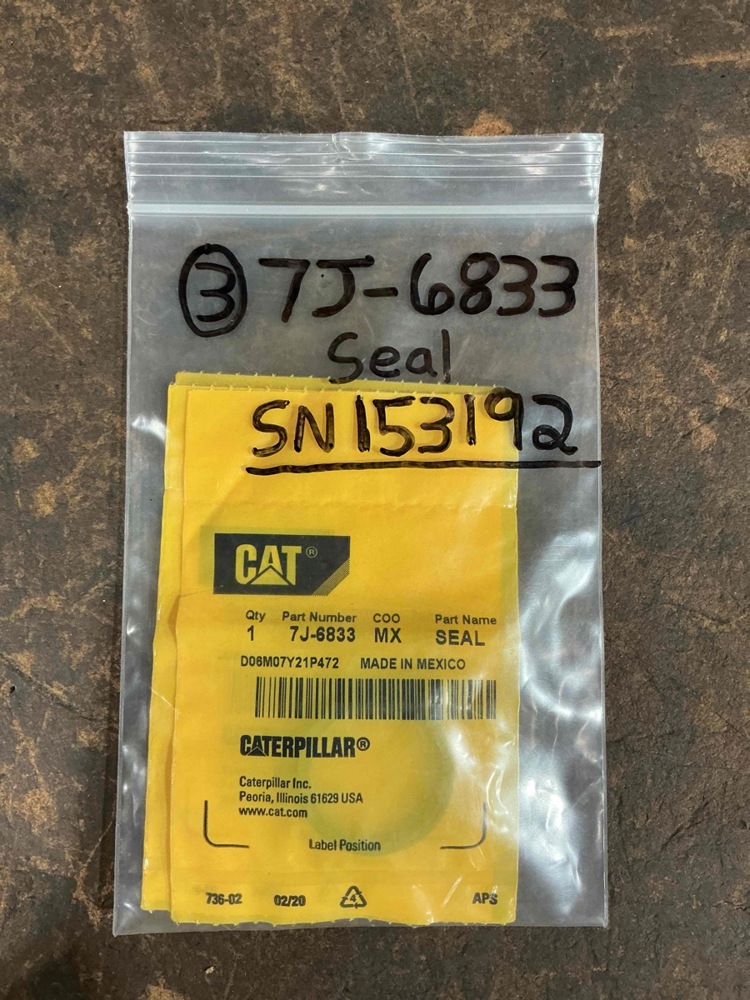 3 7J-6833
Seal
SN153192
CAT®
Qty Part Number COO Part Name
1 7J-6833 MX SEAL
D06M07Y21P472 MADE IN MEXICO
CATERPILLAR®
Caterpillar Inc.
Peoria, Illinois 61629 USA
www.cat.com
Label Position
736-02 02/20 4 APS